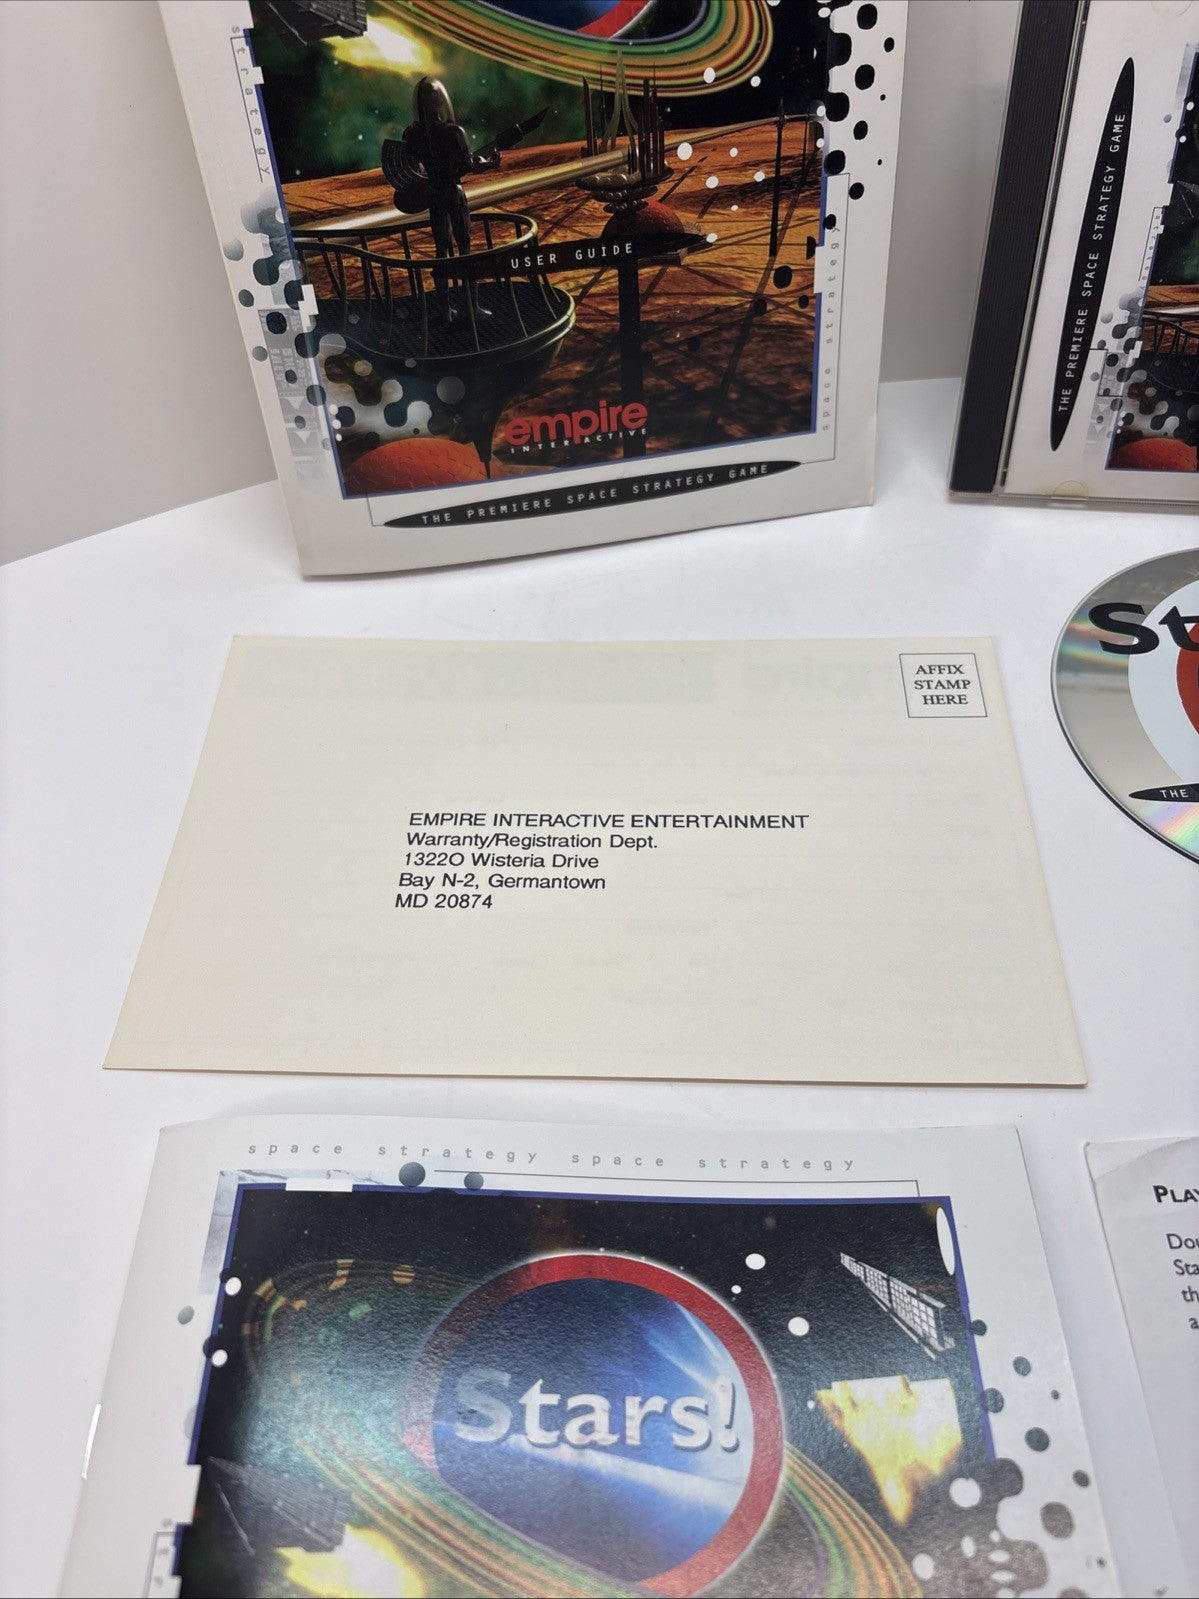 strategy
USER GUIDE
space strategy
empire
INTERACTIVE
THE PREMIERE SPACE STRATEGY GAME
THE PREMIERE SPACE STRATEGY GAME
THE
AFFIX
STAMP
HERE
EMPIRE INTERACTIVE ENTERTAINMENT
Warranty/Registration Dept.
1322O Wisteria Drive
Bay N-2, Germantown
MD 20874
space strategy space strategy
Stars!